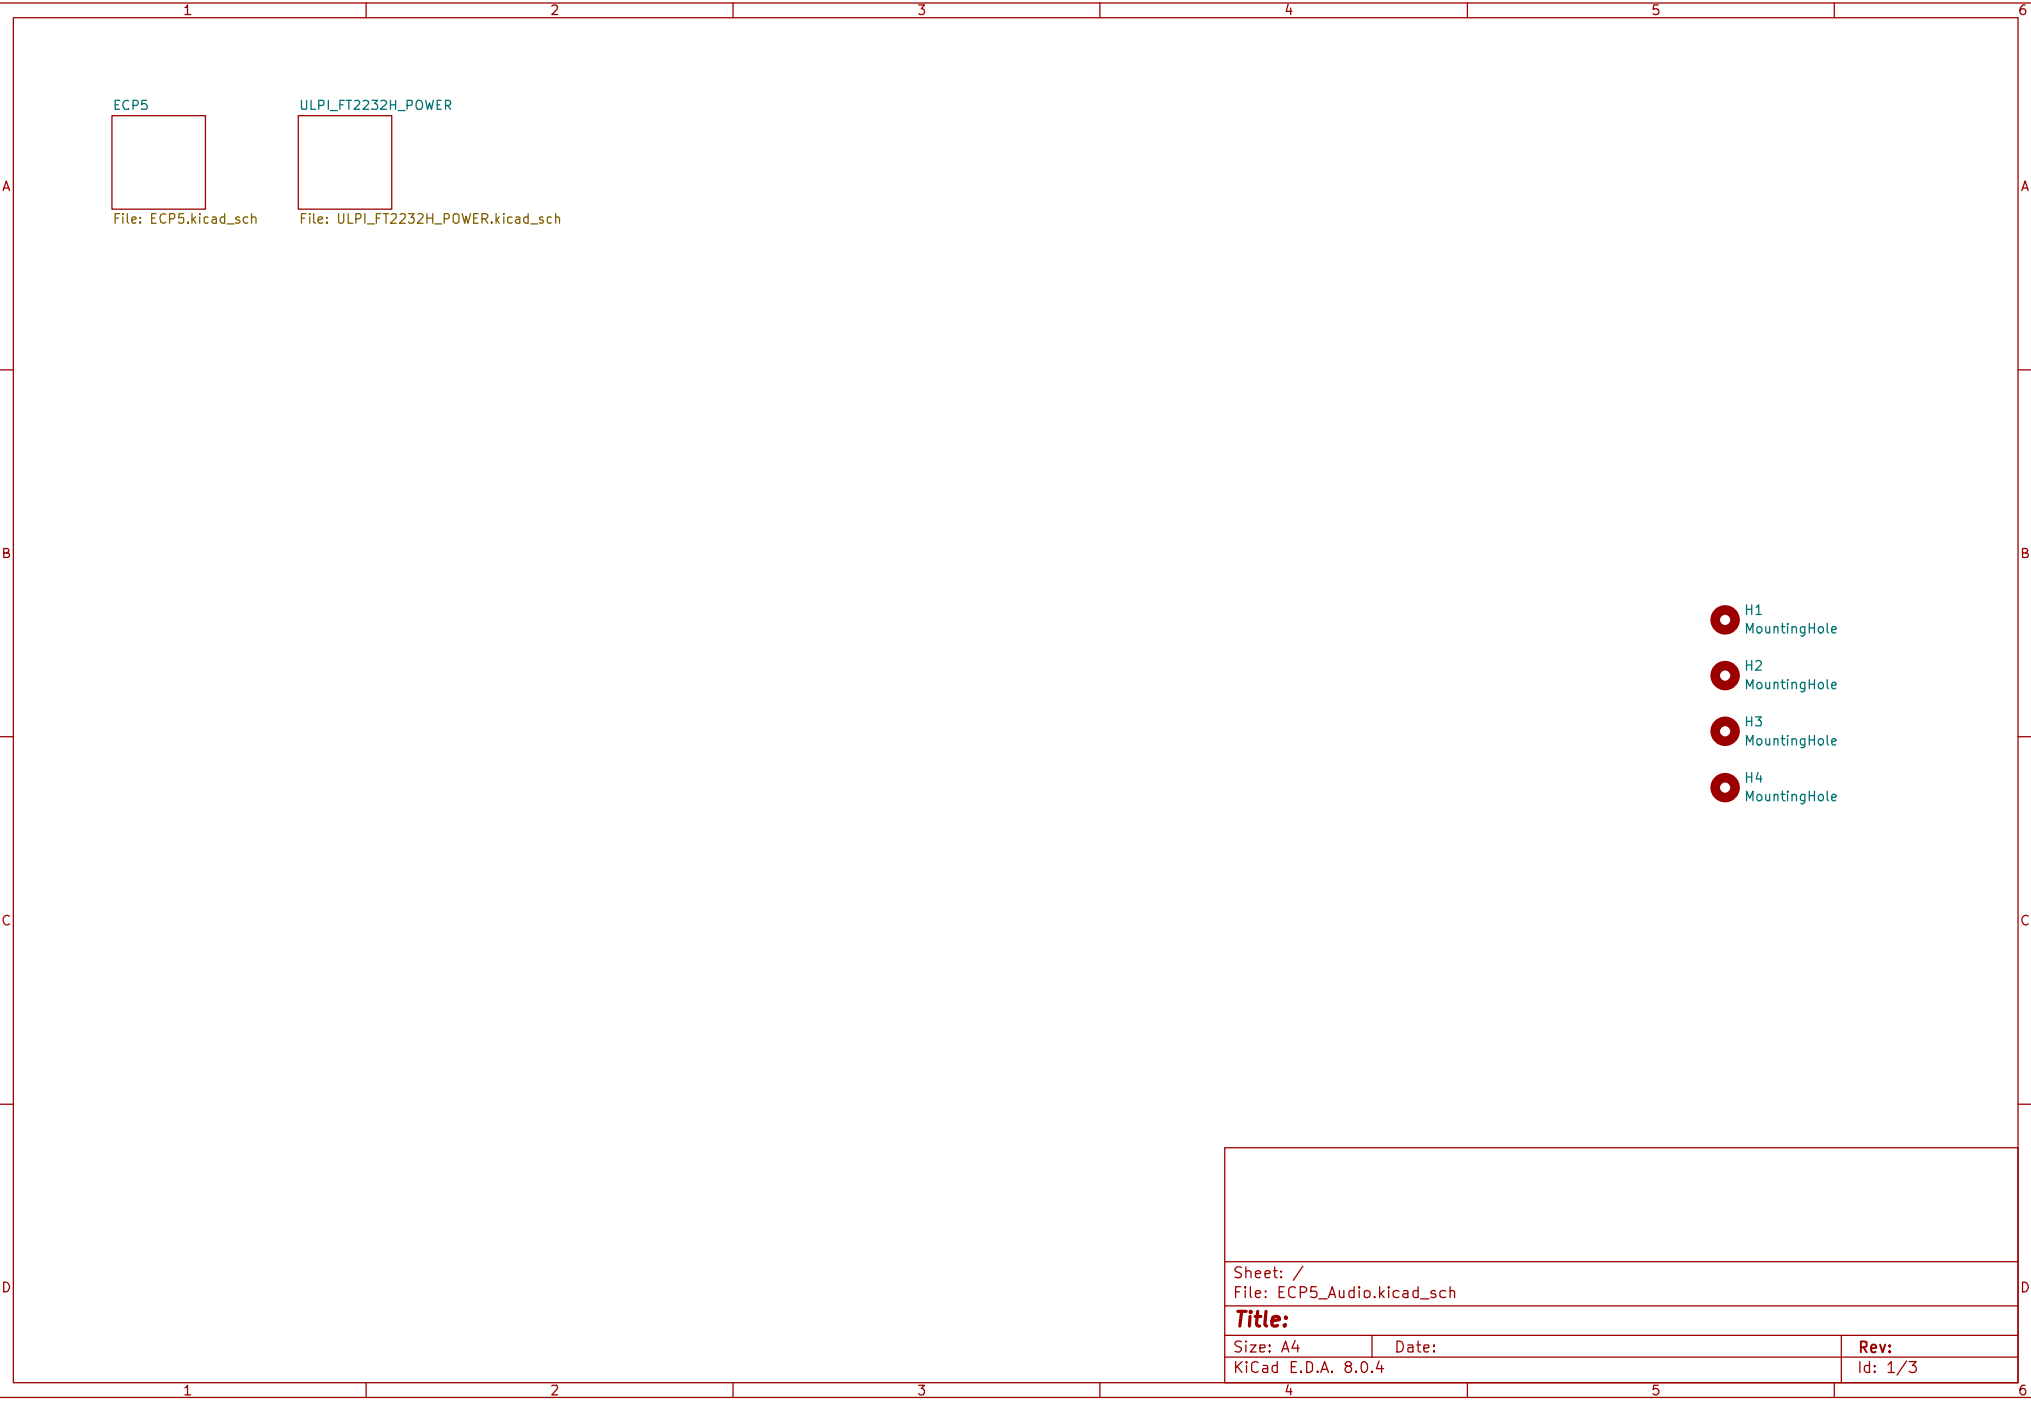 1 2 3 4 5 6
ECP5
ULPI_FT2232H_POWER
A
A
File: ECP5.kicad_sch
File: ULPI_FT2232H_POWER.kicad_sch
B
B
H1
MountingHole
H2
MountingHole
H3
MountingHole
H4
MountingHole
C
C
Sheet: /
D
D
File: ECP5_Audio.kicad_sch
Title:
Size: A4
Date:
Rev:
KiCad E.D.A. 8.0.4
Id: 1/3
1 2 3 4 5 6